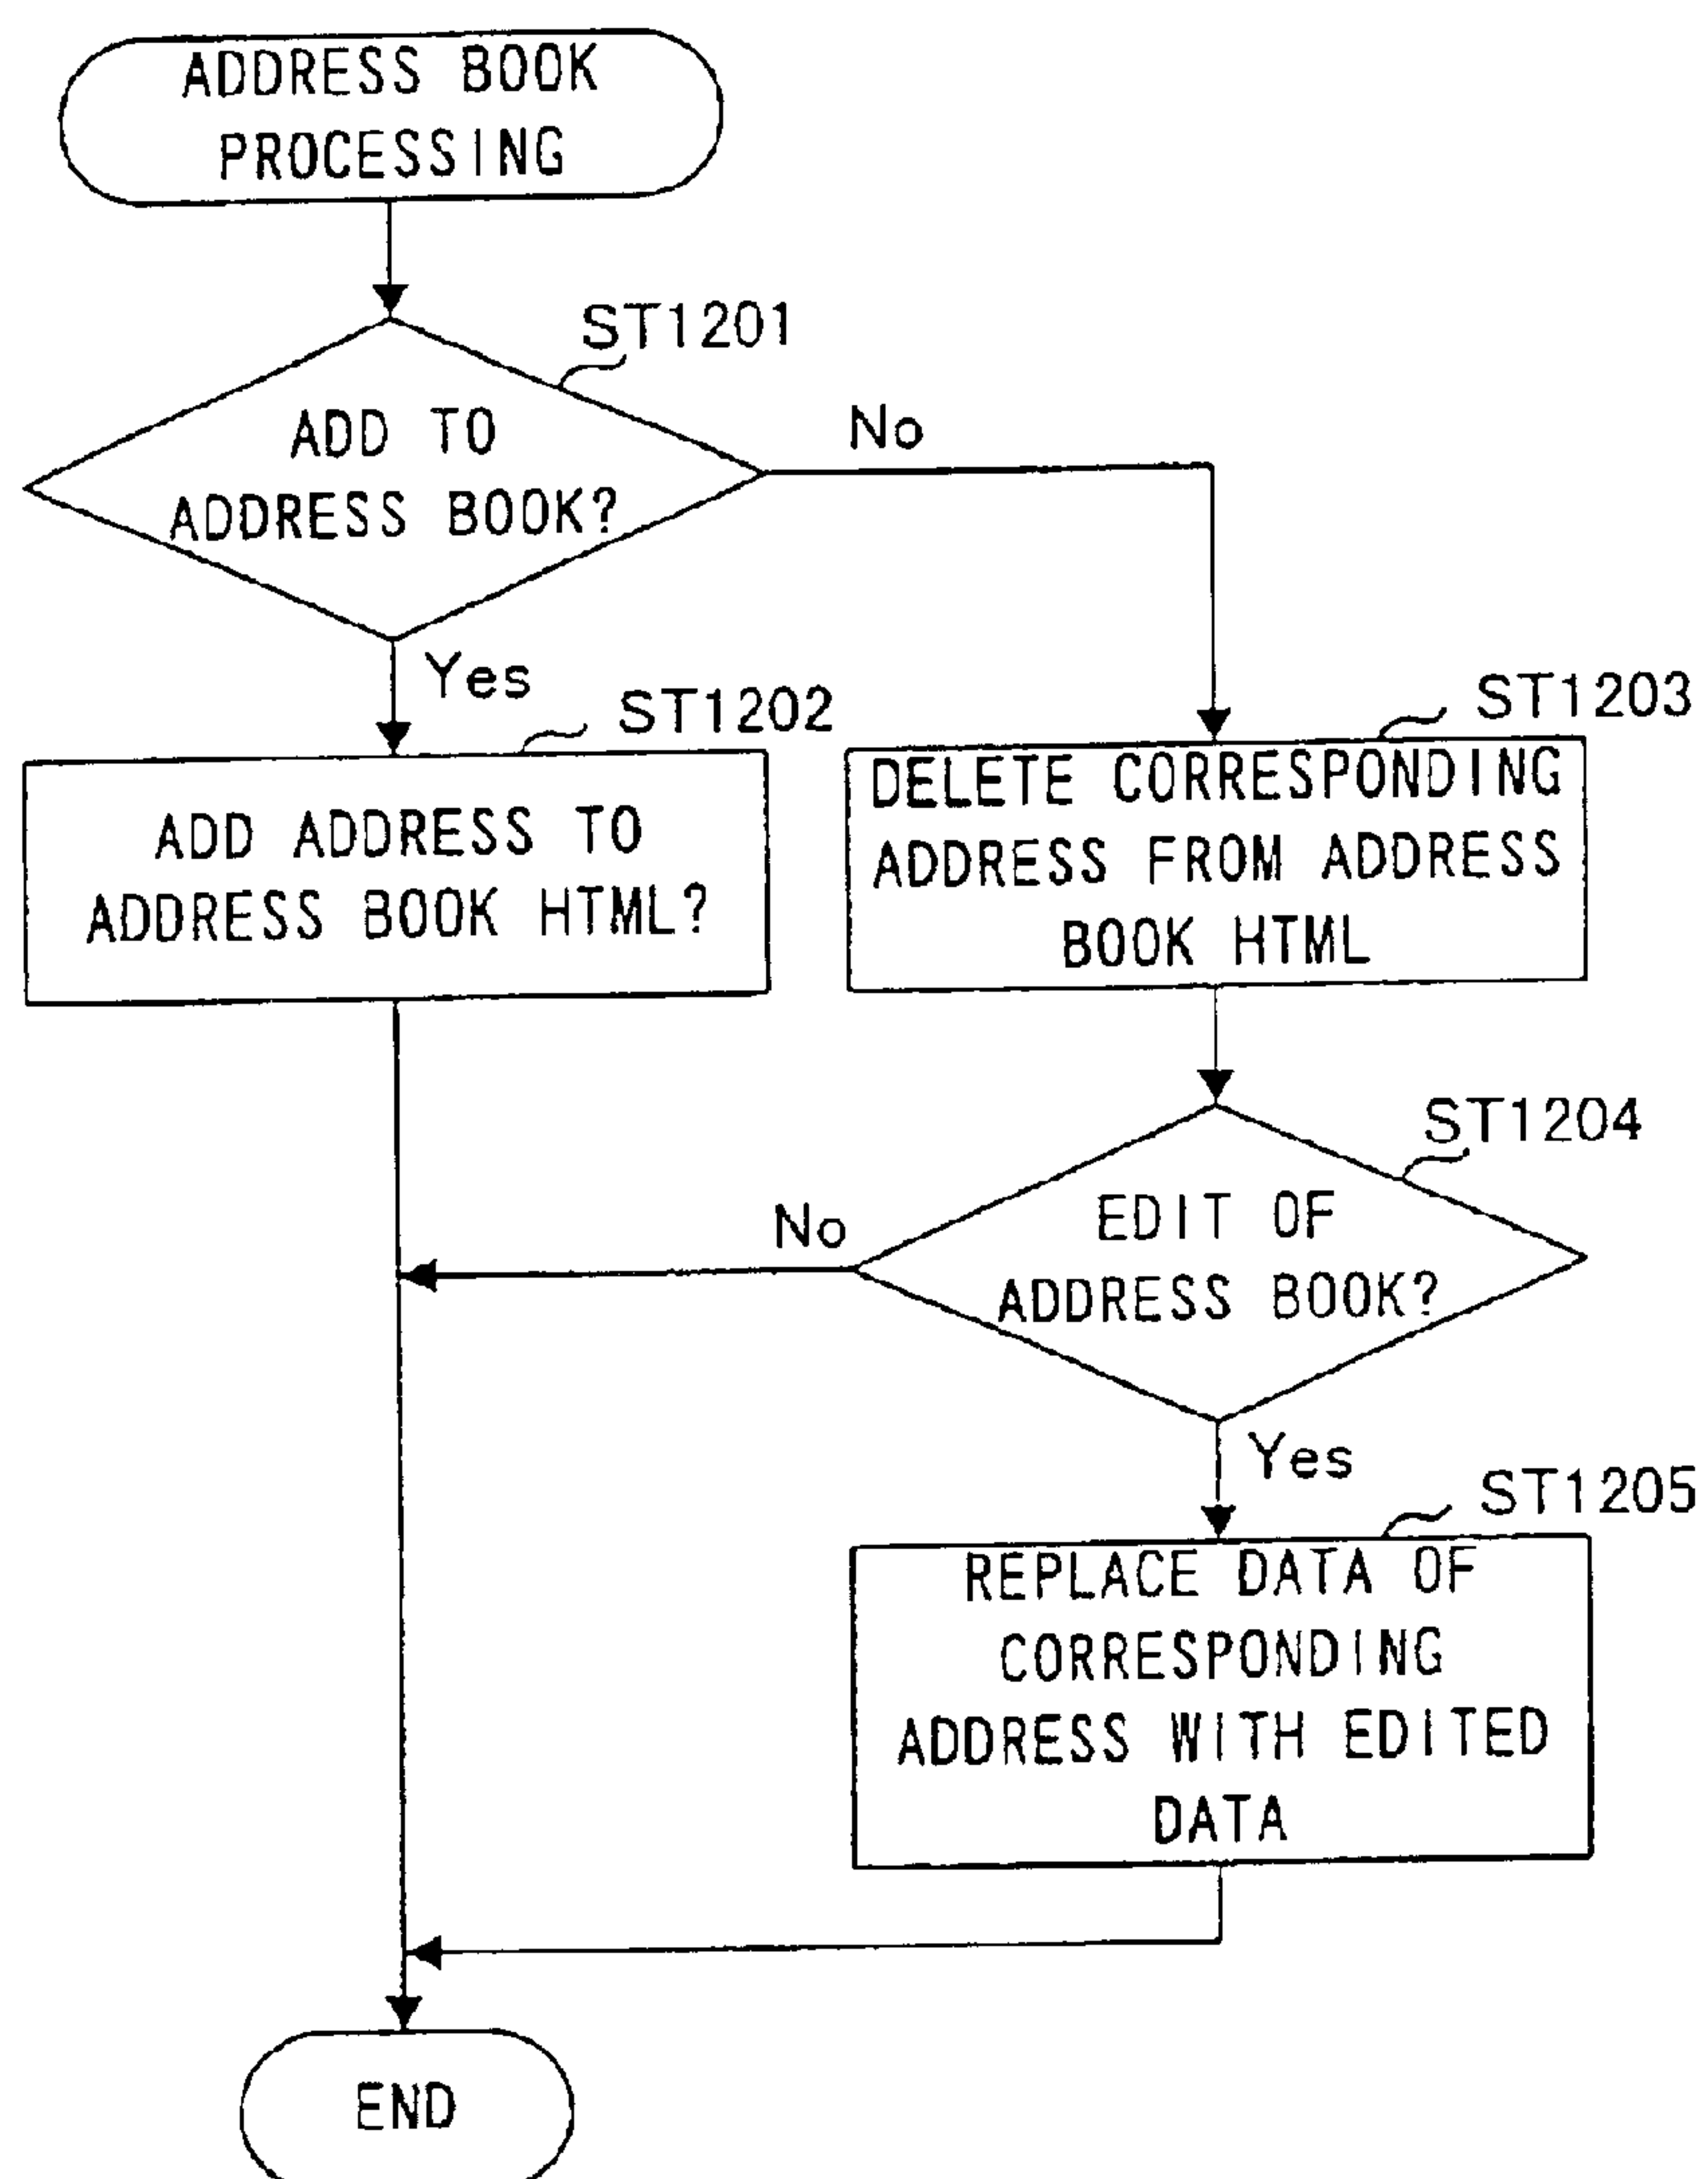 ADDRESS BOOK
PROCESSING
ST1201
ADD TO
ADDRESS BOOK?
No
Yes
ST1202
ADD ADDRESS TO
ADDRESS BOOK HTML?
ST1203
DELETE CORRESPONDING
ADDRESS FROM ADDRESS
BOOK HTML
ST1204
EDIT OF
ADDRESS BOOK?
No
Yes
ST1205
REPLACE DATA OF
CORRESPONDING
ADDRESS WITH EDITED
DATA
END